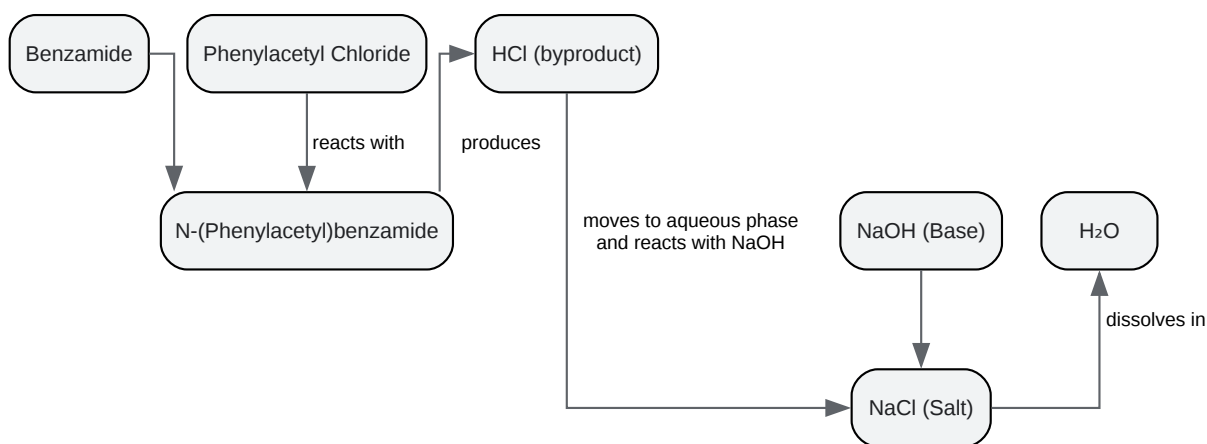 Benzamide
Phenylacetyl Chloride
HCl (byproduct)
reacts with
produces
N-(Phenylacetyl)benzamide
moves to aqueous phase
and reacts with NaOH
NaOH (Base)
H₂O
dissolves in
NaCl (Salt)